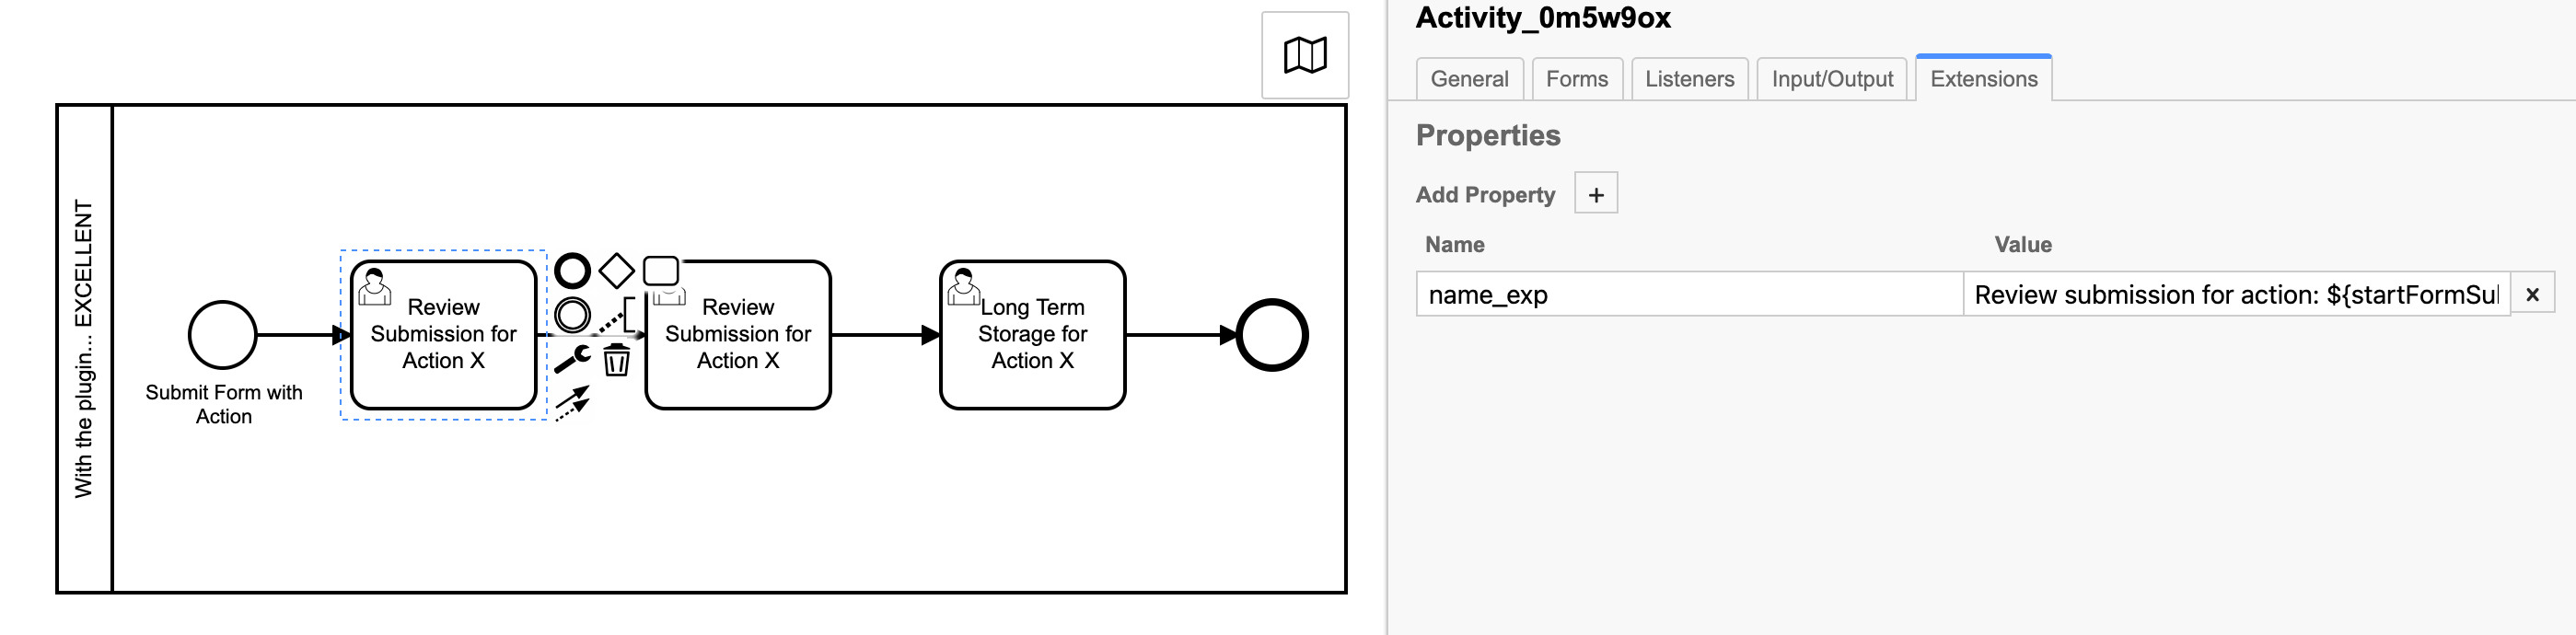 With the plugin... EXCELLENT
Submit Form with
Action
Review
Submission for
Action X
Review
Submission for
Action X
Long Term
Storage for
Action X
Activity_0m5w9ox
General
Forms
Listeners
Input/Output
Extensions
Properties
Add Property +
Name Value
name_exp Review submission for action: ${startFormSul x